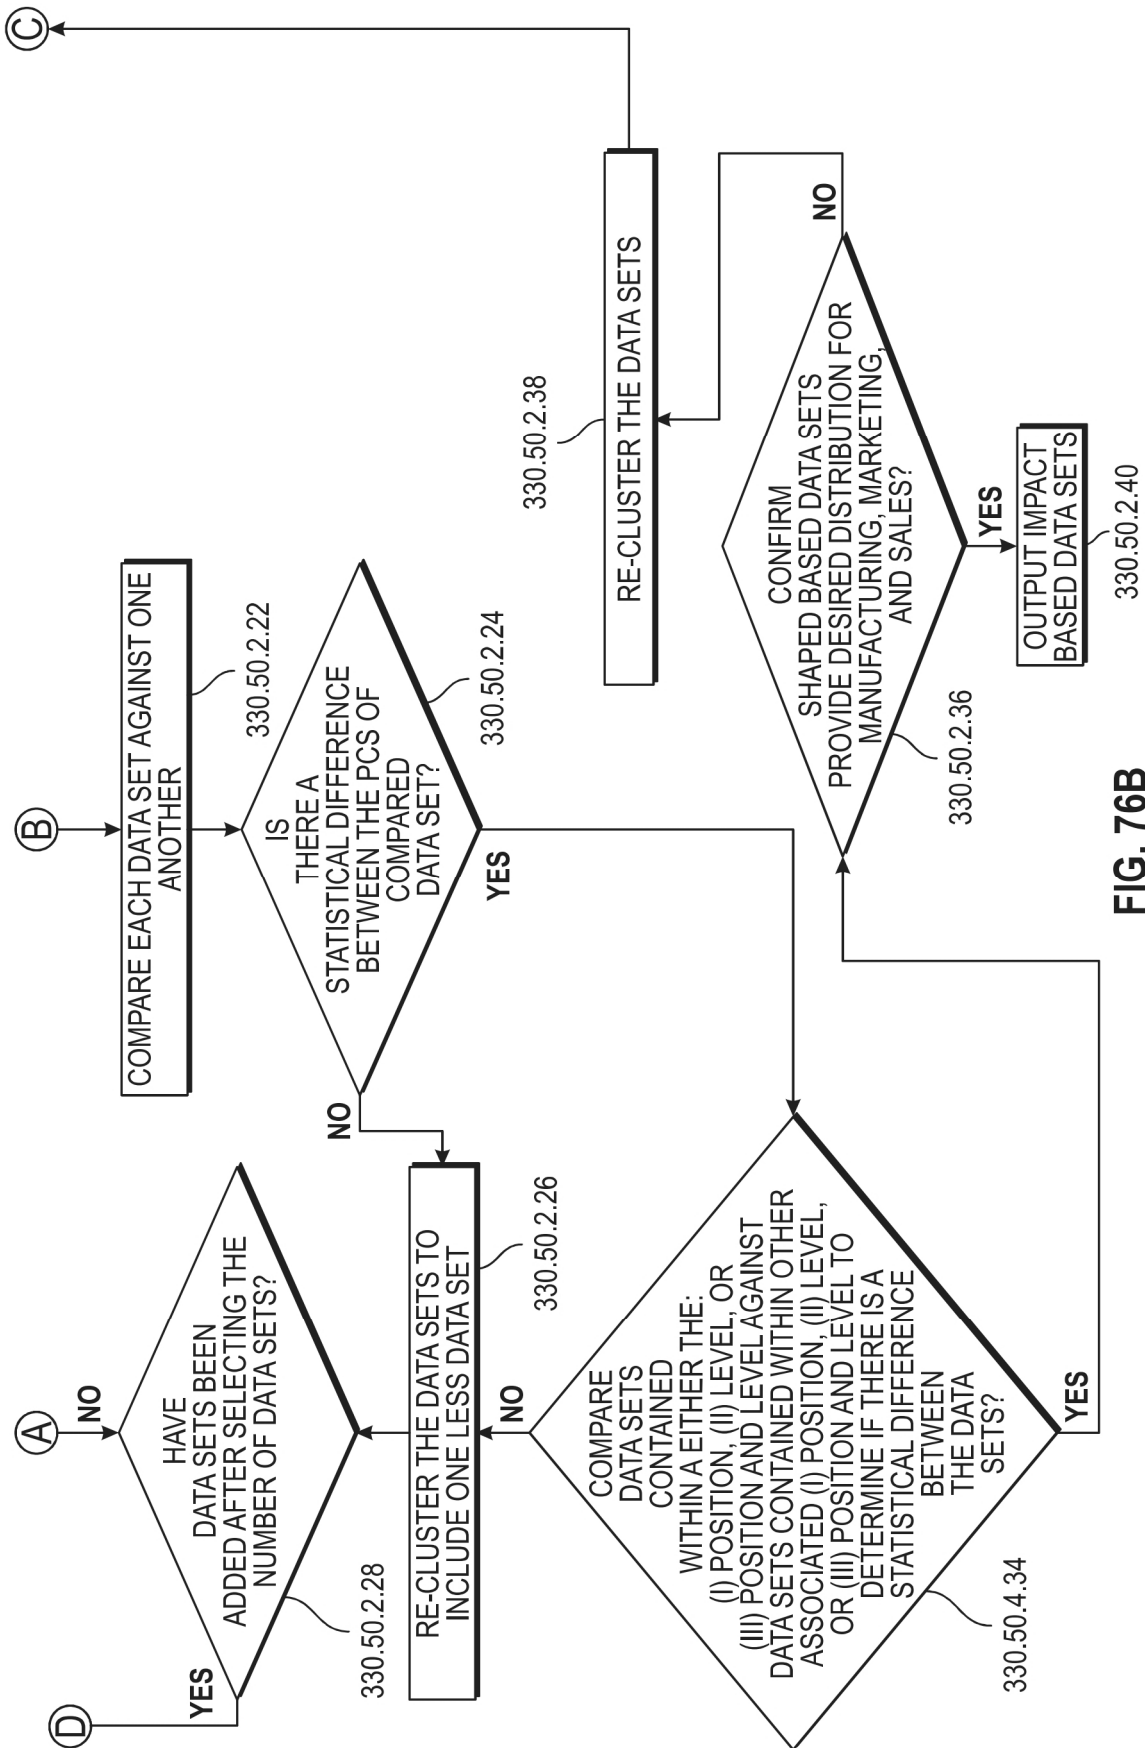 A
NO
HAVE
DATA SETS BEEN
ADDED AFTER SELECTING THE
NUMBER OF DATA SETS?
330.50.2.28
YES
D
B
COMPARE EACH DATA SET AGAINST ONE
ANOTHER
330.50.2.22
IS
THERE A
STATISTICAL DIFFERENCE
BETWEEN THE PCS OF
COMPARED
DATA SET?
330.50.2.24
NO
YES
RE-CLUSTER THE DATA SETS TO
INCLUDE ONE LESS DATA SET
330.50.2.26
NO
COMPARE
DATA SETS
CONTAINED
WITHIN A EITHER THE:
(I) POSITION, (II) LEVEL, OR
(III) POSITION AND LEVEL AGAINST
DATA SETS CONTAINED WITHIN OTHER
ASSOCIATED (I) POSITION, (II) LEVEL,
OR (III) POSITION AND LEVEL TO
DETERMINE IF THERE IS A
STATISTICAL DIFFERENCE
BETWEEN
THE DATA
SETS?
330.50.4.34
YES
C
RE-CLUSTER THE DATA SETS
330.50.2.38
NO
CONFIRM
SHAPED BASED DATA SETS
PROVIDE DESIRED DISTRIBUTION FOR
MANUFACTURING, MARKETING,
AND SALES?
330.50.2.36
YES
OUTPUT IMPACT
BASED DATA SETS
330.50.2.40
FIG. 76B